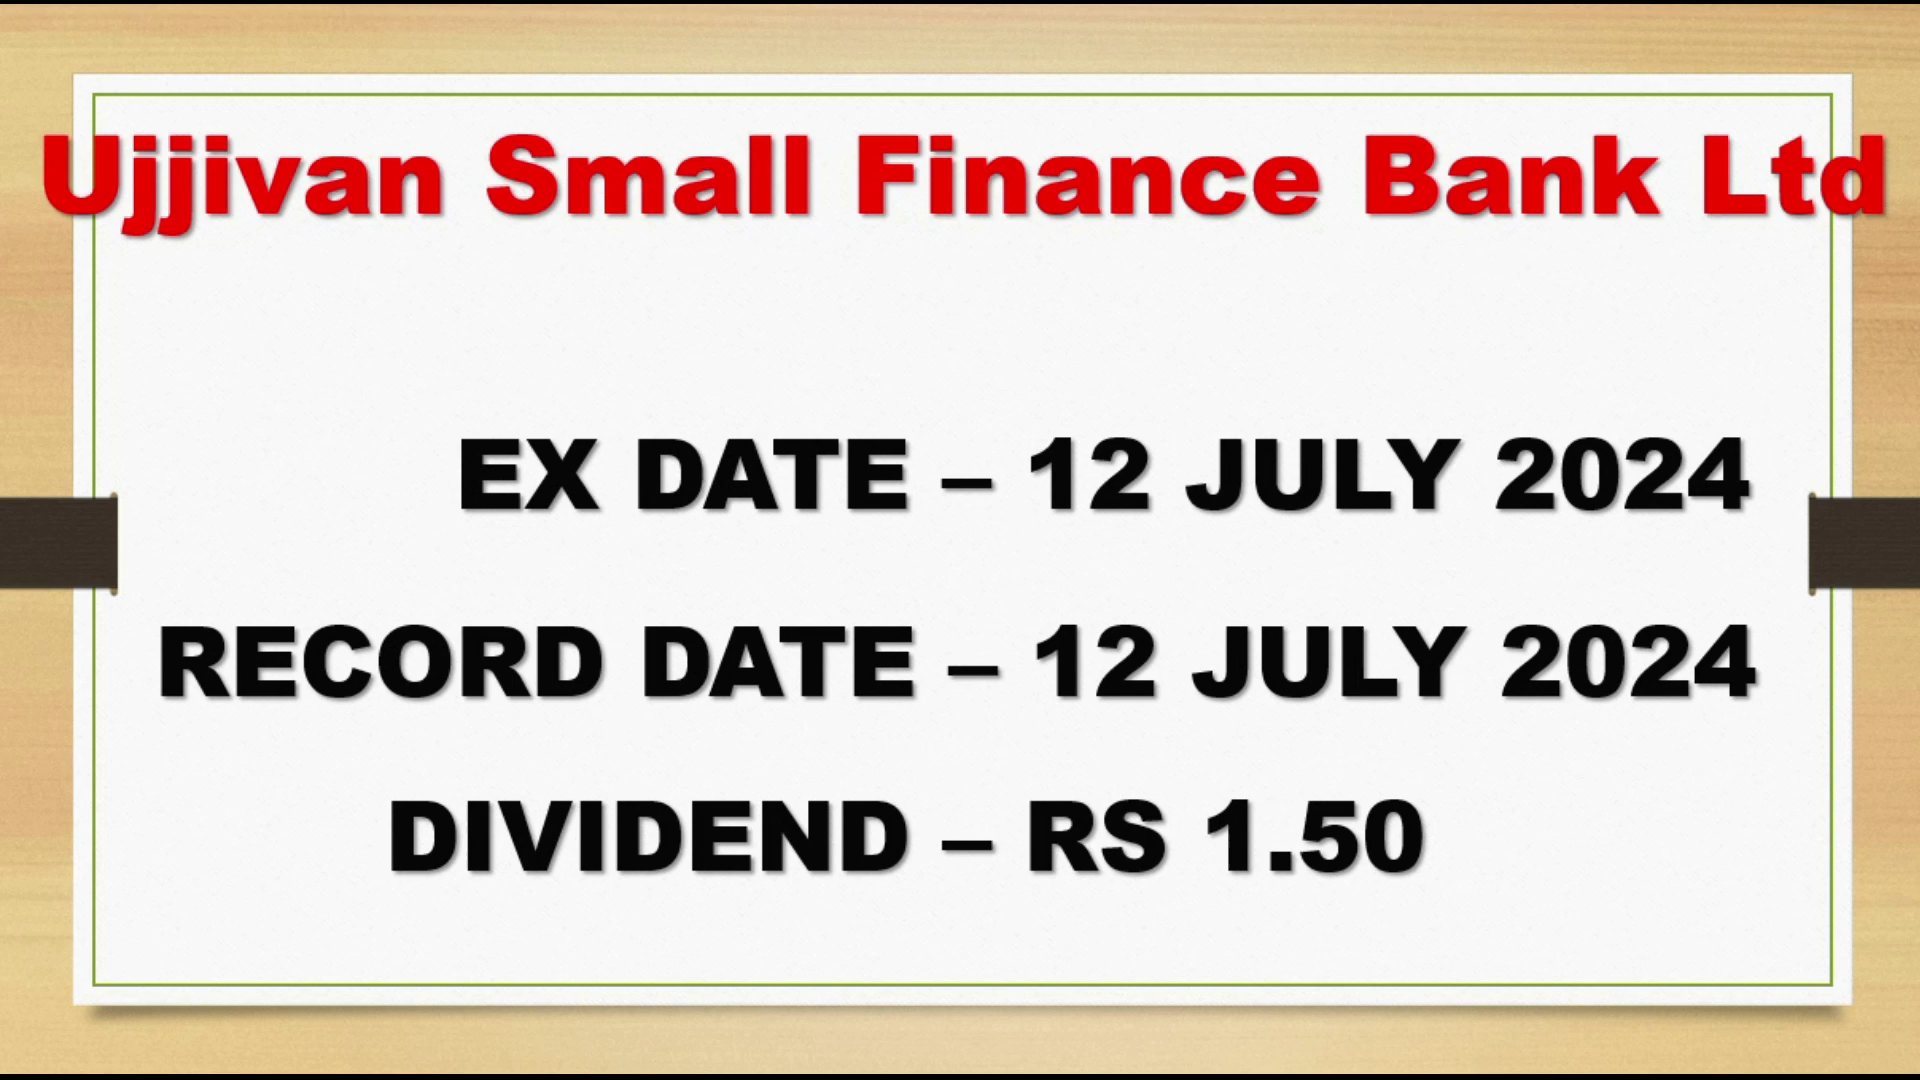 Ujjivan Small Finance Bank Ltd
EX DATE – 12 JULY 2024
RECORD DATE – 12 JULY 2024
DIVIDEND – RS 1.50